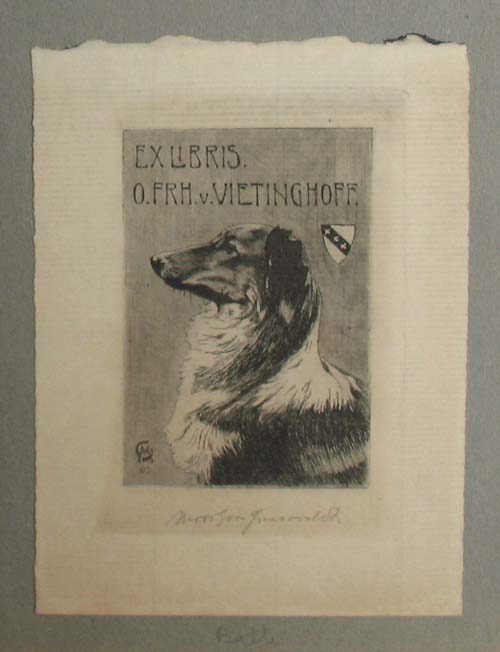 EX LIBRIS.
O. FRH. v. VIETINGHOFF.